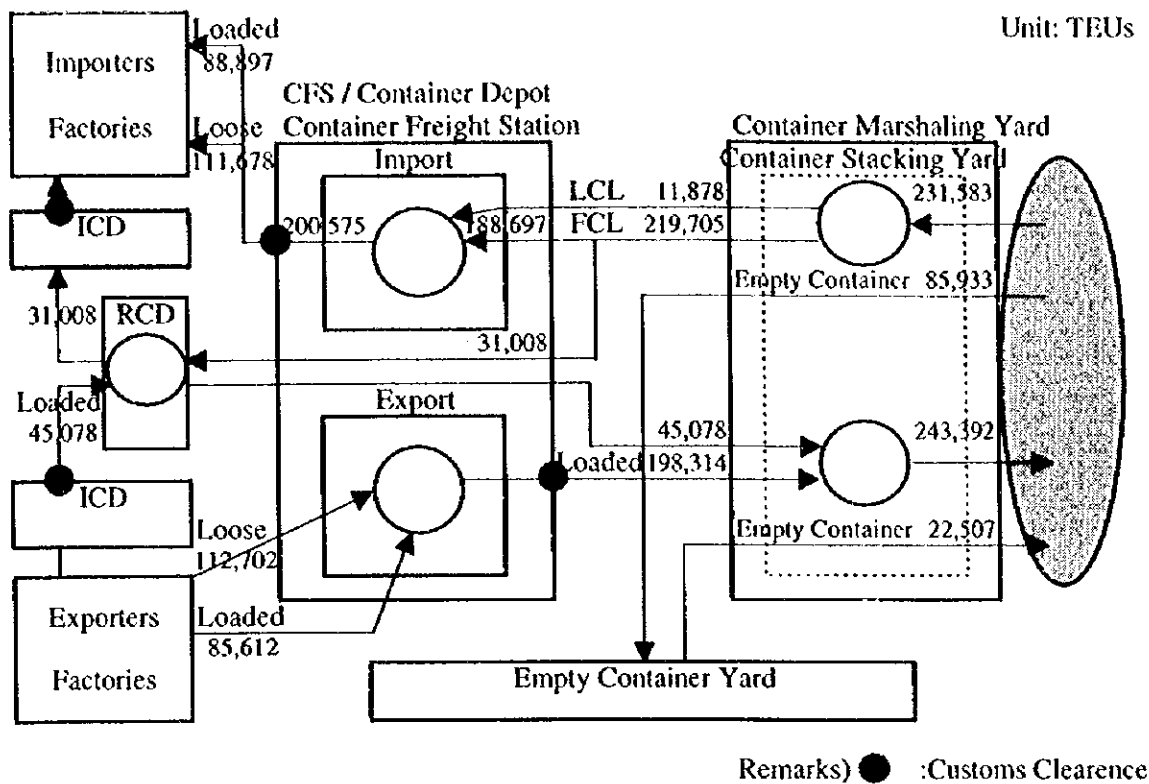 Unit: TEUs
Loaded
88,897
Importers
Factories
Loose
111,678
CFS / Container Depot
Container Freight Station
Import
Container Marshaling Yard
Container Stacking Yard
LCL 11,878
231,583
200,575
188,697
FCL 219,705
ICD
Empty Container 85,933
31,008
RCD
31,008
Loaded
45,078
Export
45,078
243,392
Loaded 198,314
ICD
Loose
112,702
Empty Container 22,507
Exporters
Factories
Loaded
85,612
Empty Container Yard
Remarks) :Customs Clearence